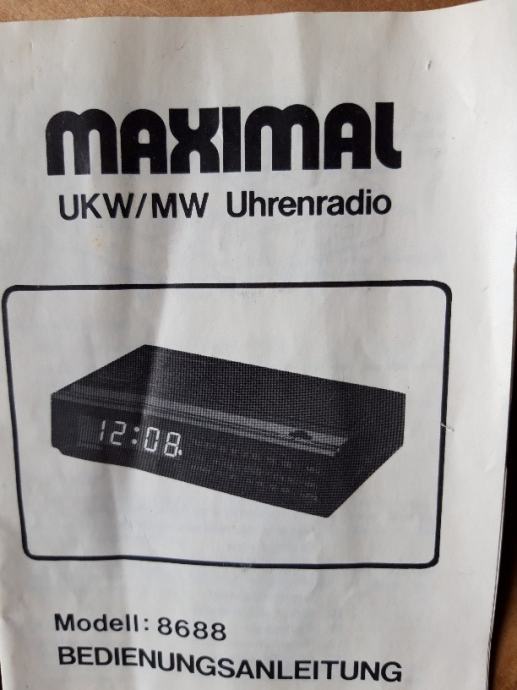 MAXIMAL
UKW/MW Uhrenradio
12:08
Modell: 8688
BEDIENUNGSANLEITUNG